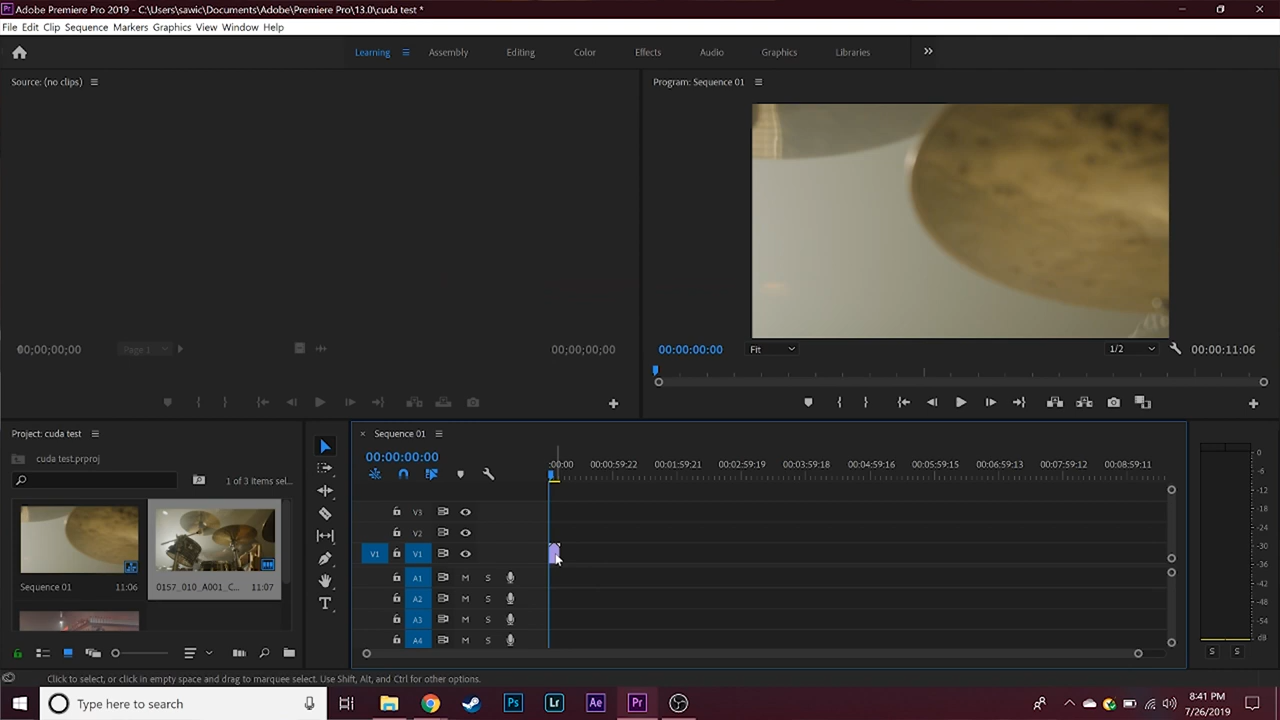 Adobe Premiere Pro 2019 - C:\Users\sawic\Documents\Adobe\Premiere Pro\13.0\cuda test *
File Edit Clip Sequence Markers Graphics View Window Help
Learning Assembly Editing Color Effects Audio Graphics Libraries
Source: (no clips)
Program: Sequence 01
00;00;00;00 Page 1 00;00;00;00
00:00:00:00 Fit 1/2 00:00:11:06
Project: cuda test
cuda test.prproj
1 of 3 items sel...
Sequence 01 11:06
0157_010_A001_C... 11:07
Sequence 01
00:00:00:00
:00:00 00:00:59:22 00:01:59:21 00:02:59:19 00:03:59:18 00:04:59:16 00:05:59:15 00:06:59:13 00:07:59:12 00:08:59:11
V3
V2
V1 V1
A1 M S
A2 M S
A3 M S
A4 M S
0
-6
-12
-18
-24
-30
-36
-42
-48
-54
dB
S S
Click to select, or click in empty space and drag to marquee select. Use Shift, Alt, and Ctrl for other options.
Type here to search
Ps Lr Ae Pr
8:41 PM
7/26/2019